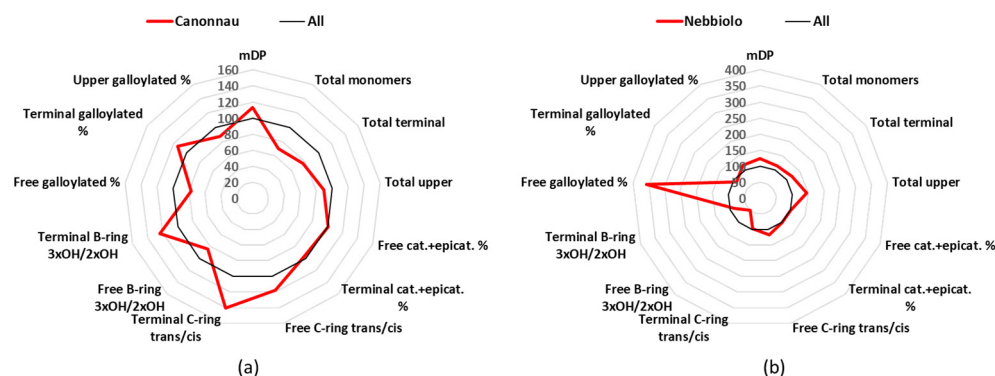 Canonnau All
mDP
160
140
120
100
80
60
40
20
0
Total monomers
Total terminal
Total upper
Free cat.+epicat. %
Terminal cat.+epicat.
%
Free C-ring trans/cis
Terminal C-ring
trans/cis
Free B-ring
3xOH/2xOH
Terminal B-ring
3xOH/2xOH
Free galloylated %
Terminal galloylated
%
Upper galloylated %
(a)
Nebbiolo All
mDP
400
350
300
250
200
150
100
50
0
Total monomers
Total terminal
Total upper
Free cat.+epicat. %
Terminal cat.+epicat.
%
Free C-ring trans/cis
Terminal C-ring
trans/cis
Free B-ring
3xOH/2xOH
Terminal B-ring
3xOH/2xOH
Free galloylated %
Terminal galloylated
%
Upper galloylated %
(b)